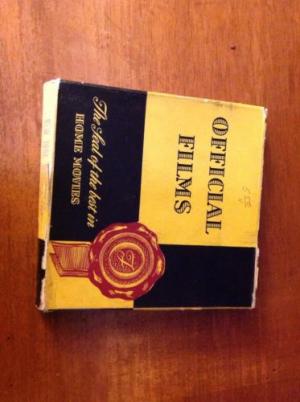 OFFICIAL
FILMS
The Seal of the best in
HOME MOVIES